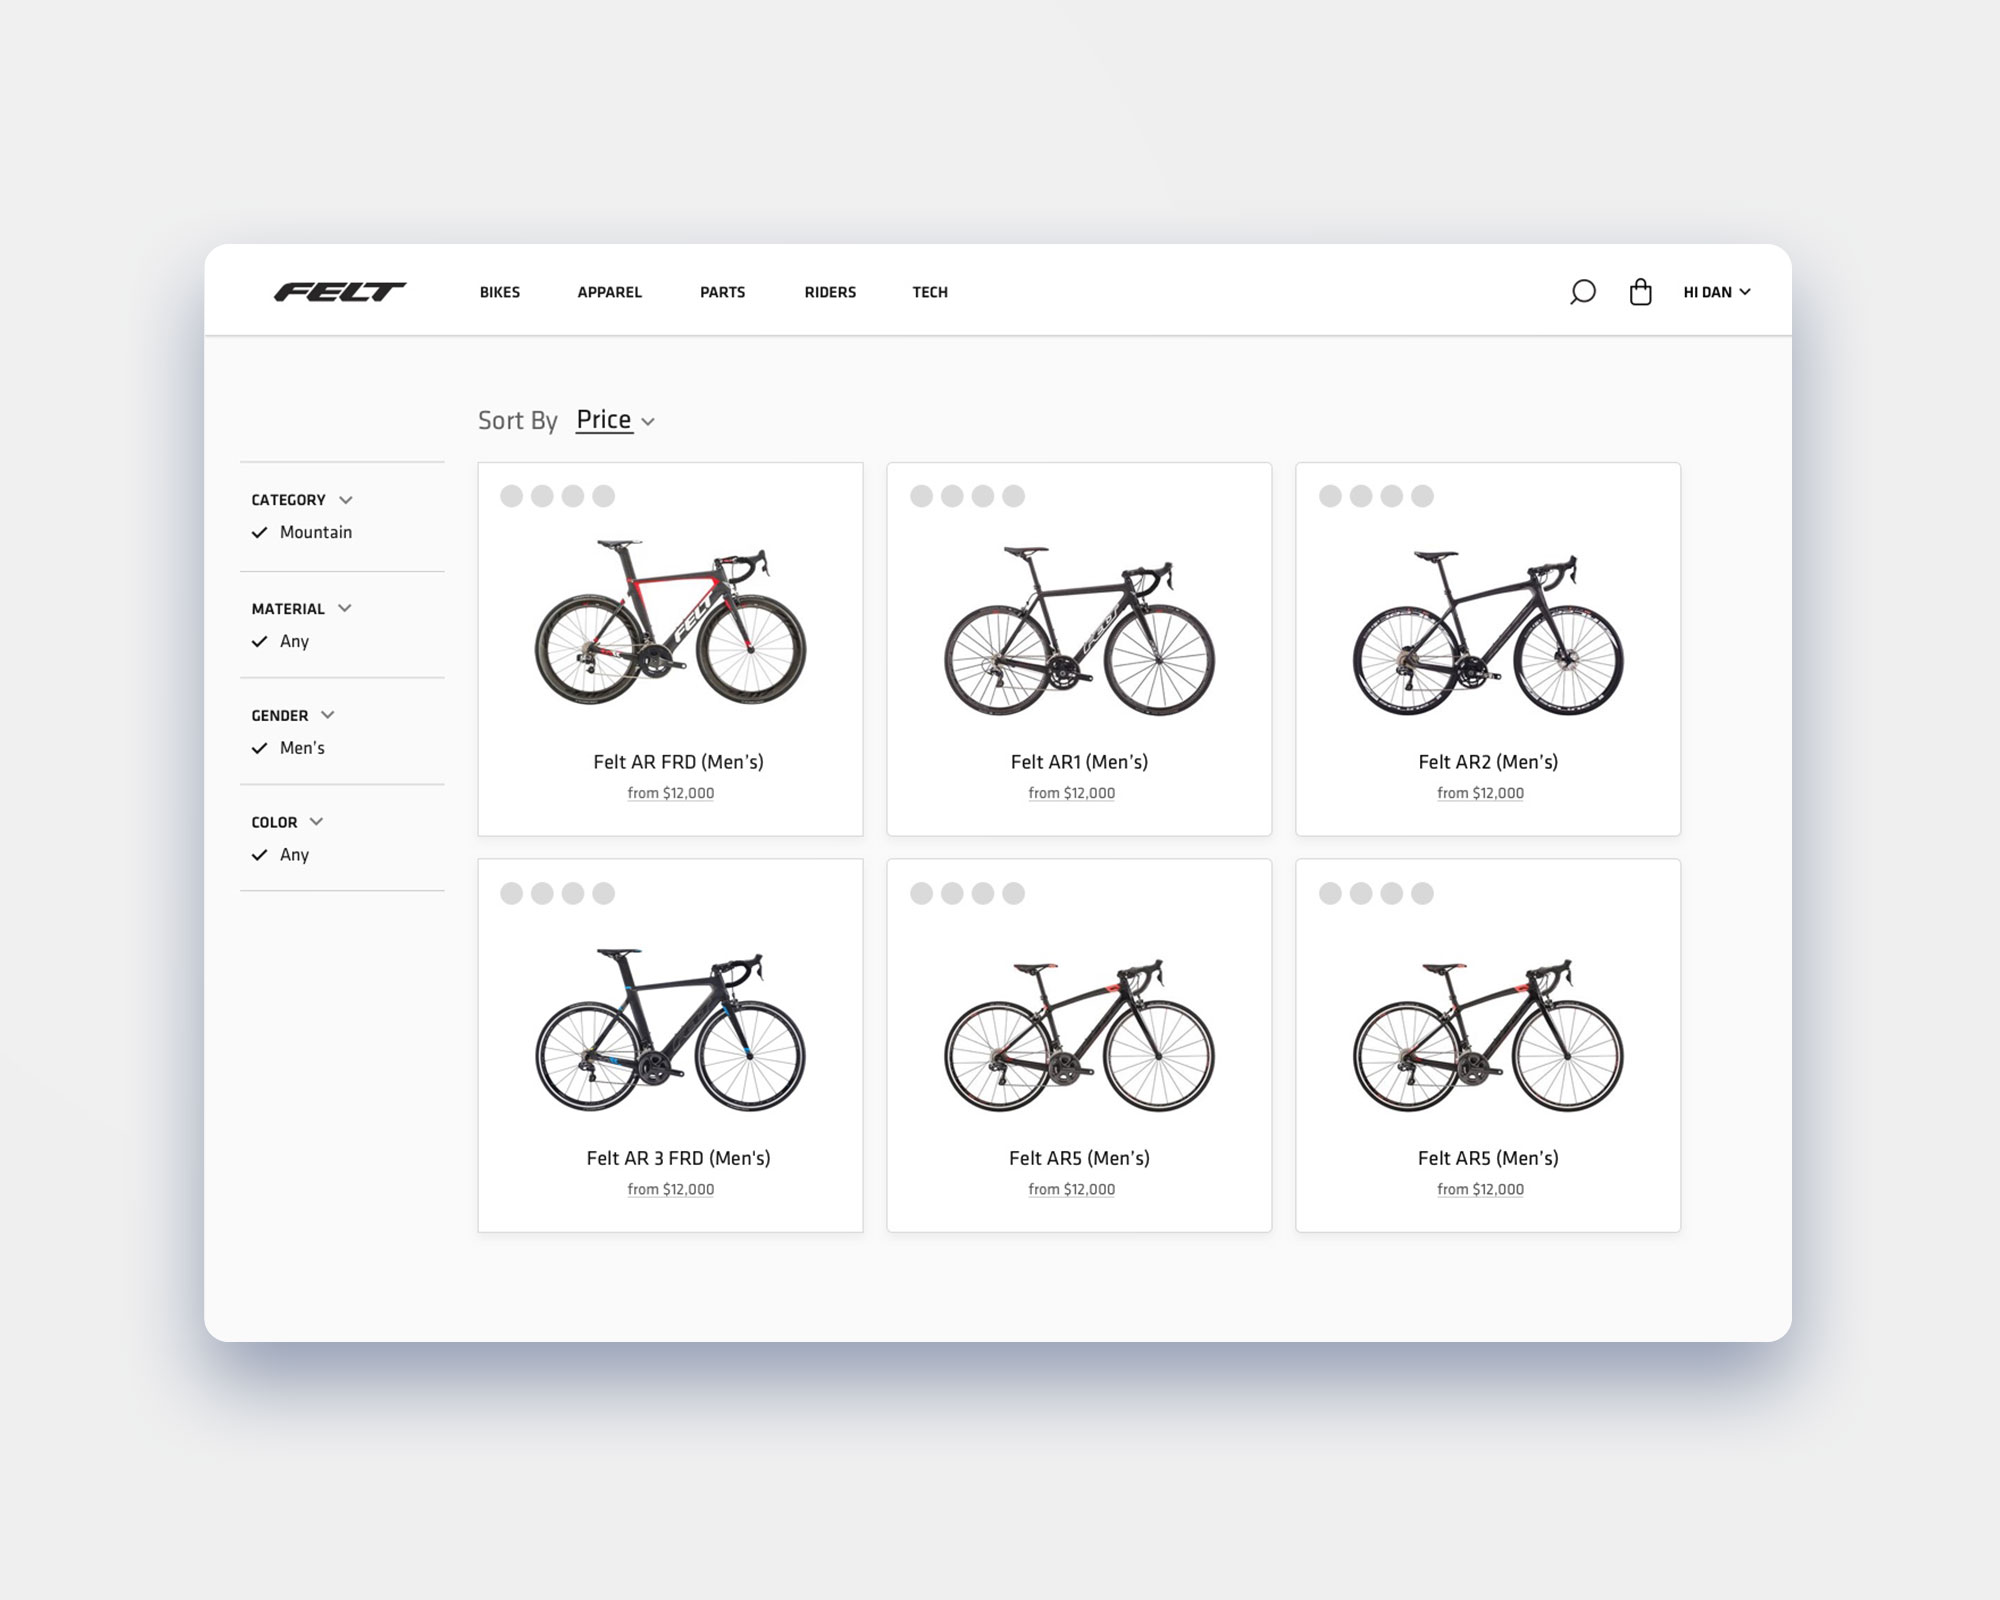 FELT
BIKES
APPAREL
PARTS
RIDERS
TECH
HI DAN
Sort By Price
CATEGORY
Mountain
MATERIAL
Any
GENDER
Men's
COLOR
Any
FELT
Felt AR FRD (Men's)
from $12,000
Felt AR1 (Men's)
from $12,000
Felt AR2 (Men's)
from $12,000
Felt AR 3 FRD (Men's)
from $12,000
Felt AR5 (Men's)
from $12,000
Felt AR5 (Men's)
from $12,000